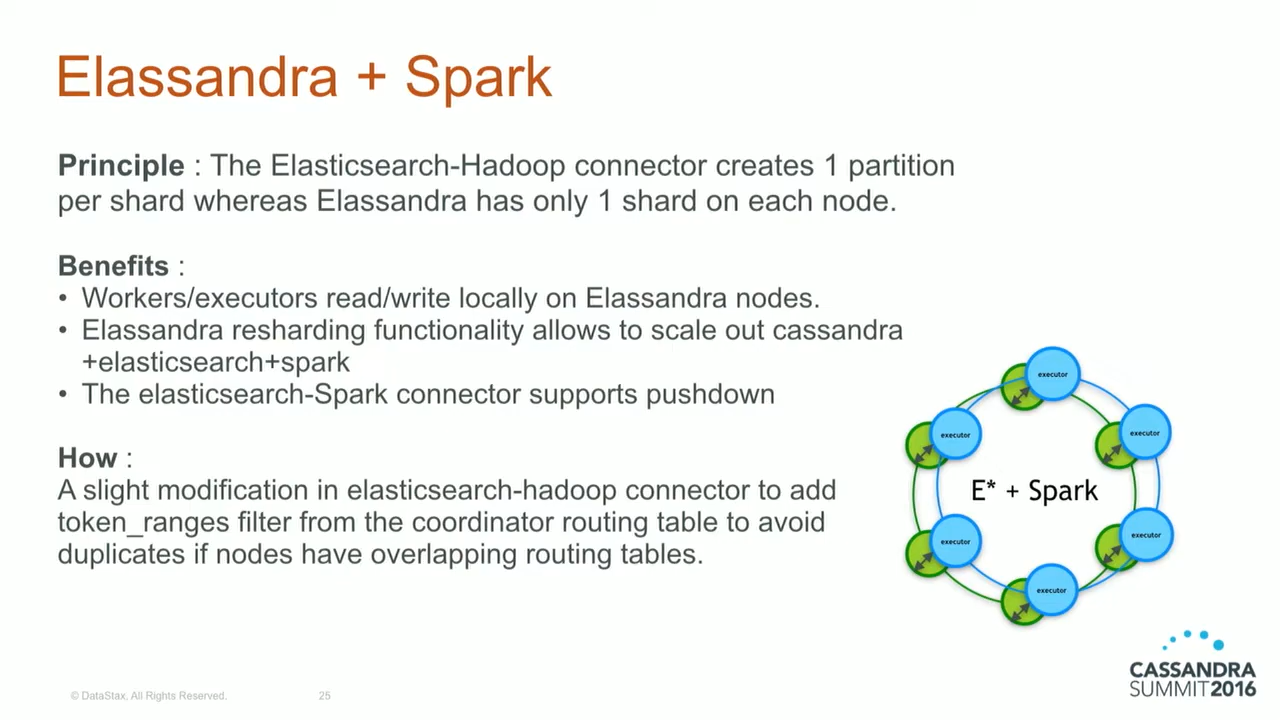 Elassandra + Spark
Principle : The Elasticsearch-Hadoop connector creates 1 partition
per shard whereas Elassandra has only 1 shard on each node.
Benefits :
• Workers/executors read/write locally on Elassandra nodes.
• Elassandra resharding functionality allows to scale out cassandra
+elasticsearch+spark
• The elasticsearch-Spark connector supports pushdown
How :
A slight modification in elasticsearch-hadoop connector to add
token_ranges filter from the coordinator routing table to avoid
duplicates if nodes have overlapping routing tables.
executor
executor
executor
E* + Spark
executor
executor
executor
CASSANDRA
SUMMIT2016
© DataStax, All Rights Reserved.
25